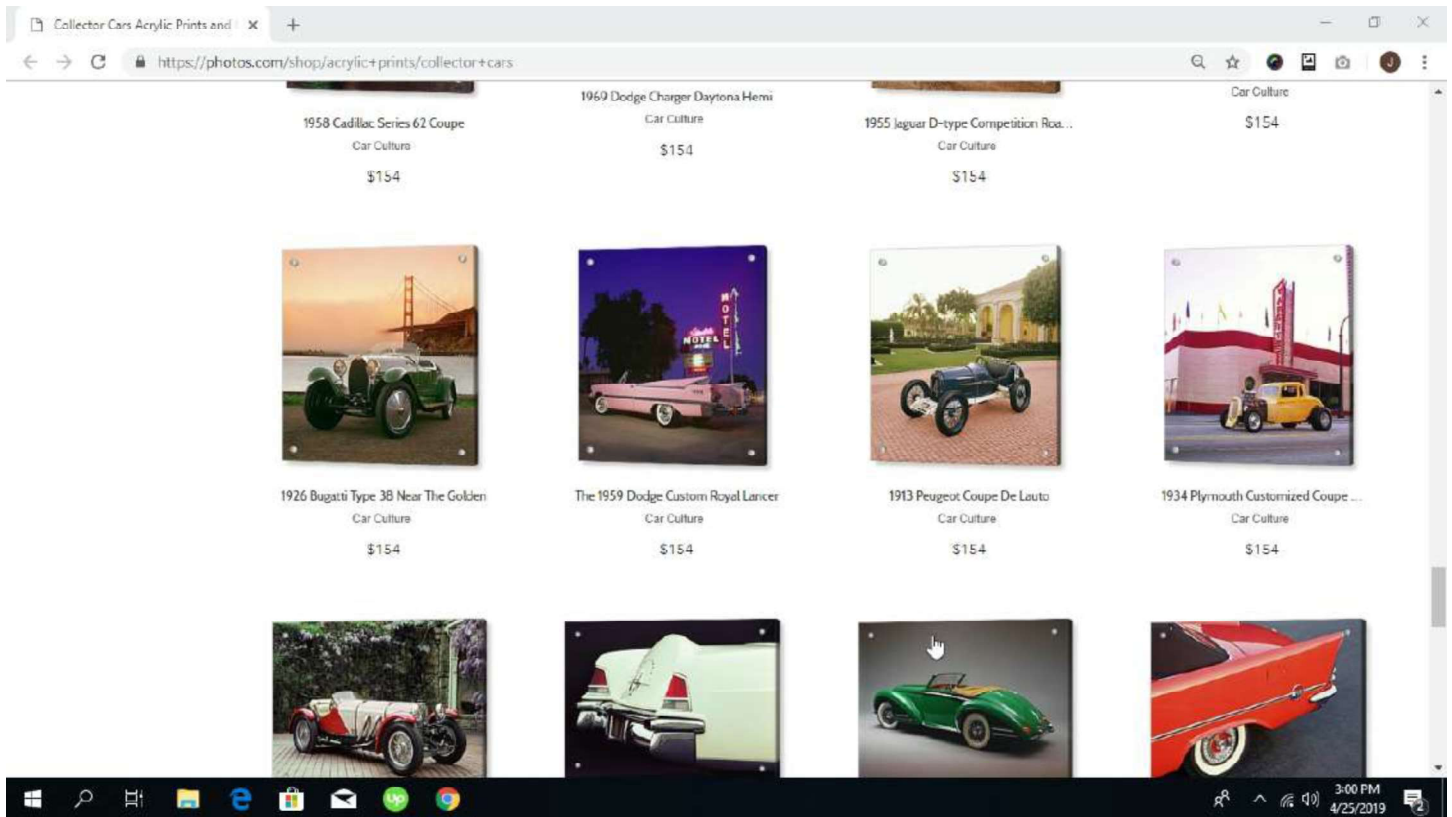 Collector Cars Acrylic Prints and
https://photos.com/shop/acrylic+prints/collector+cars
J
1958 Cadillac Series 62 Coupe
Car Culture
$154
1969 Dodge Charger Daytona Hemi
Car Culture
$154
1955 Jaguar D-type Competition Roa...
Car Culture
$154
Car Culture
$154
MOTEL
MOTEL
1926 Bugatti Type 38 Near The Golden
Car Culture
$154
The 1959 Dodge Custom Royal Lancer
Car Culture
$154
1913 Peugeot Coupe De Lauto
Car Culture
$154
1934 Plymouth Customized Coupe ...
Car Culture
$154
Up
3:00 PM
4/25/2019
2